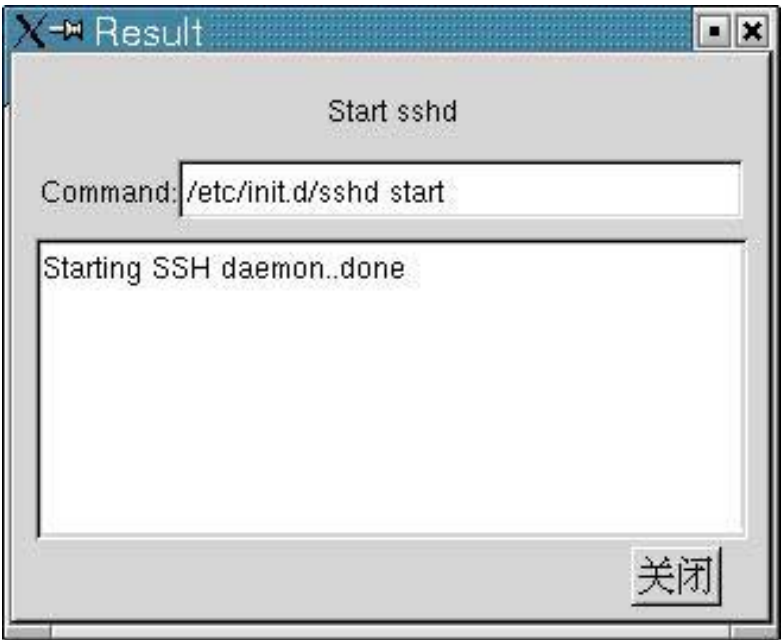 Result
Start sshd
Command: /etc/init.d/sshd start
Starting SSH daemon..done
关闭